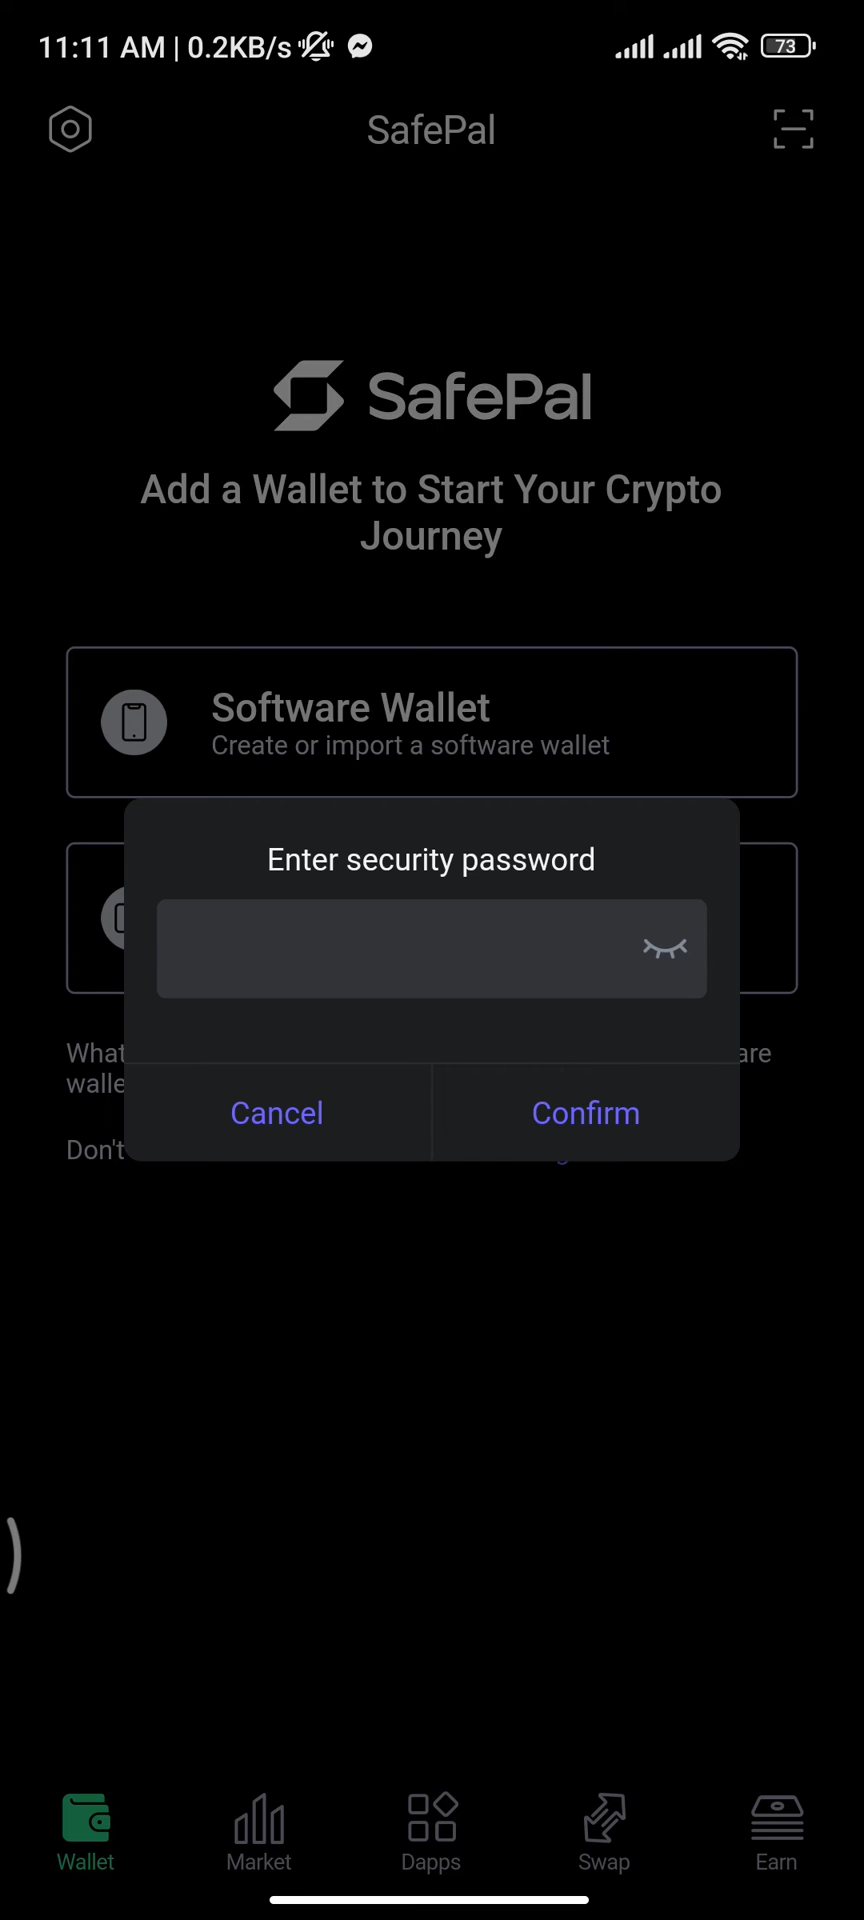 11:11 AM | 0.2KB/s
73
SafePal
SafePal
Add a Wallet to Start Your Crypto
Journey
Software Wallet
Create or import a software wallet
Enter security password
What
are
walle
Cancel
Confirm
Don't
Wallet
Market
Dapps
Swap
Earn